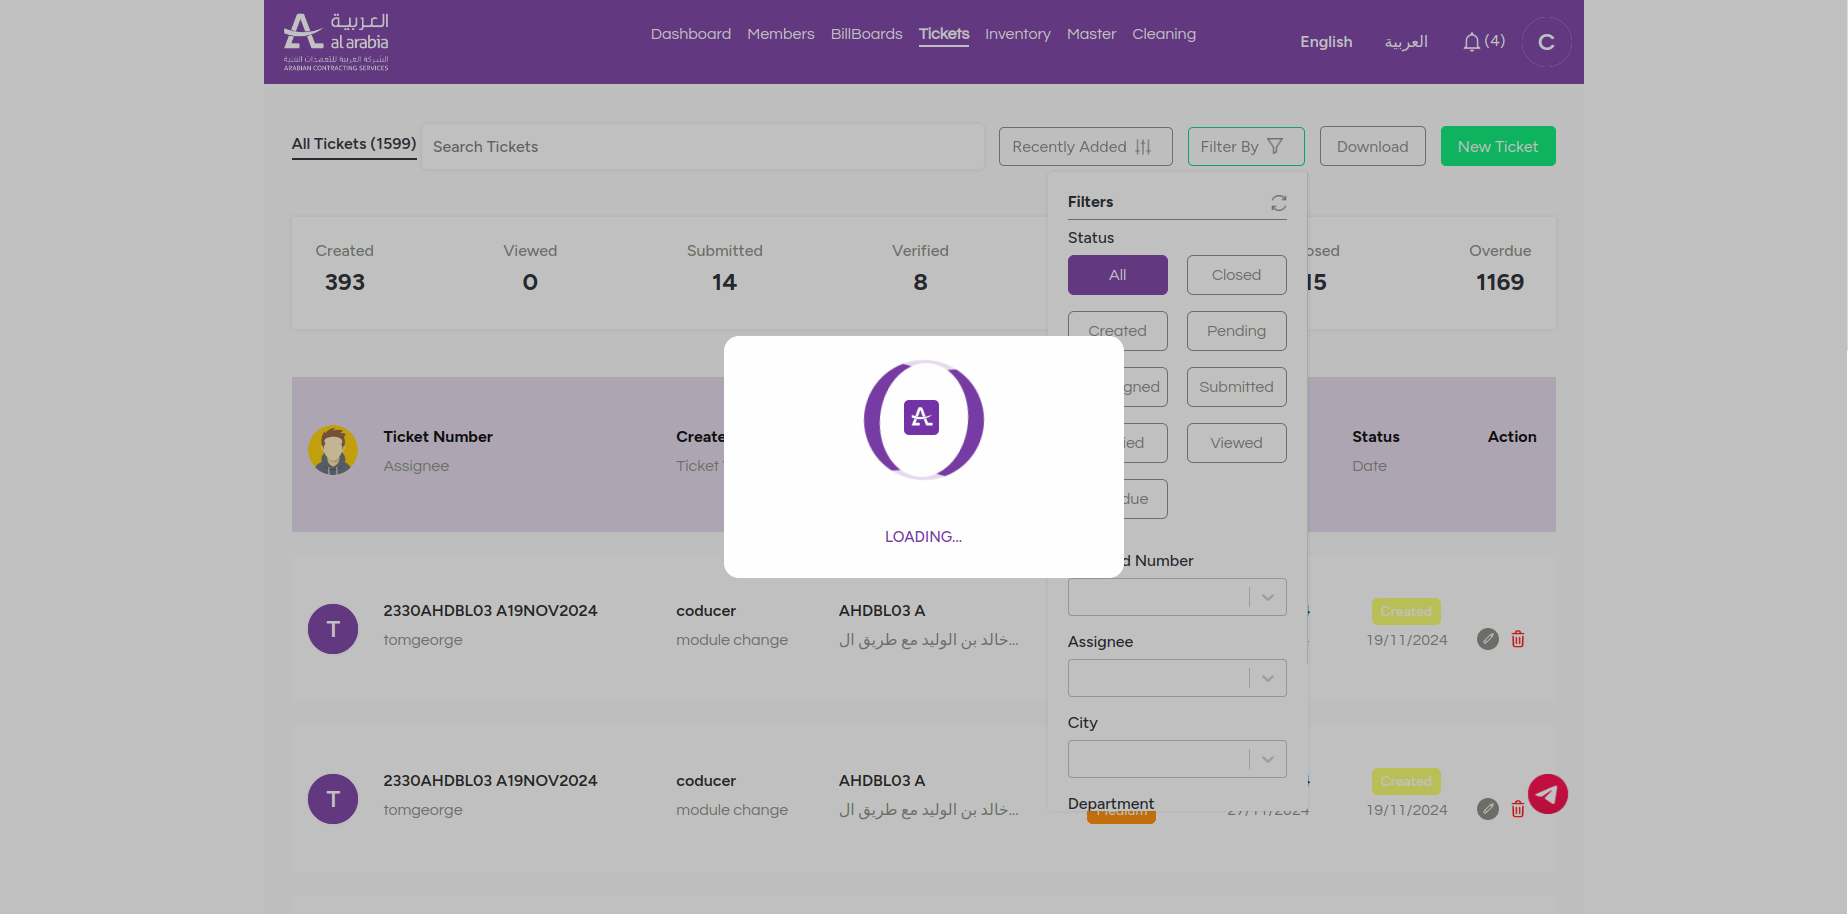 العربية
al arabia
الشركة العربية للتعهدات الفنية
ARABIAN CONTRACTING SERVICES
Dashboard Members BillBoards Tickets Inventory Master Cleaning
English العربية (4) C
All Tickets (1599) Search Tickets Recently Added Filter By Download New Ticket
Filters
Status
All Closed
Created Pending
gned Submitted
ied Viewed
due
d Number
Assignee
City
Department
Created Viewed Submitted Verified osed Overdue
393 0 14 8 15 1169
Ticket Number Create Status Action
Assignee Ticket Date
LOADING...
T 2330AHDBL03 A19NOV2024 coducer AHDBL03 A Created
tomgeorge module change خالد بن الوليد مع طريق ال... 19/11/2024
T 2330AHDBL03 A19NOV2024 coducer AHDBL03 A Created
tomgeorge module change خالد بن الوليد مع طريق ال... Medium 27/11/2024 19/11/2024